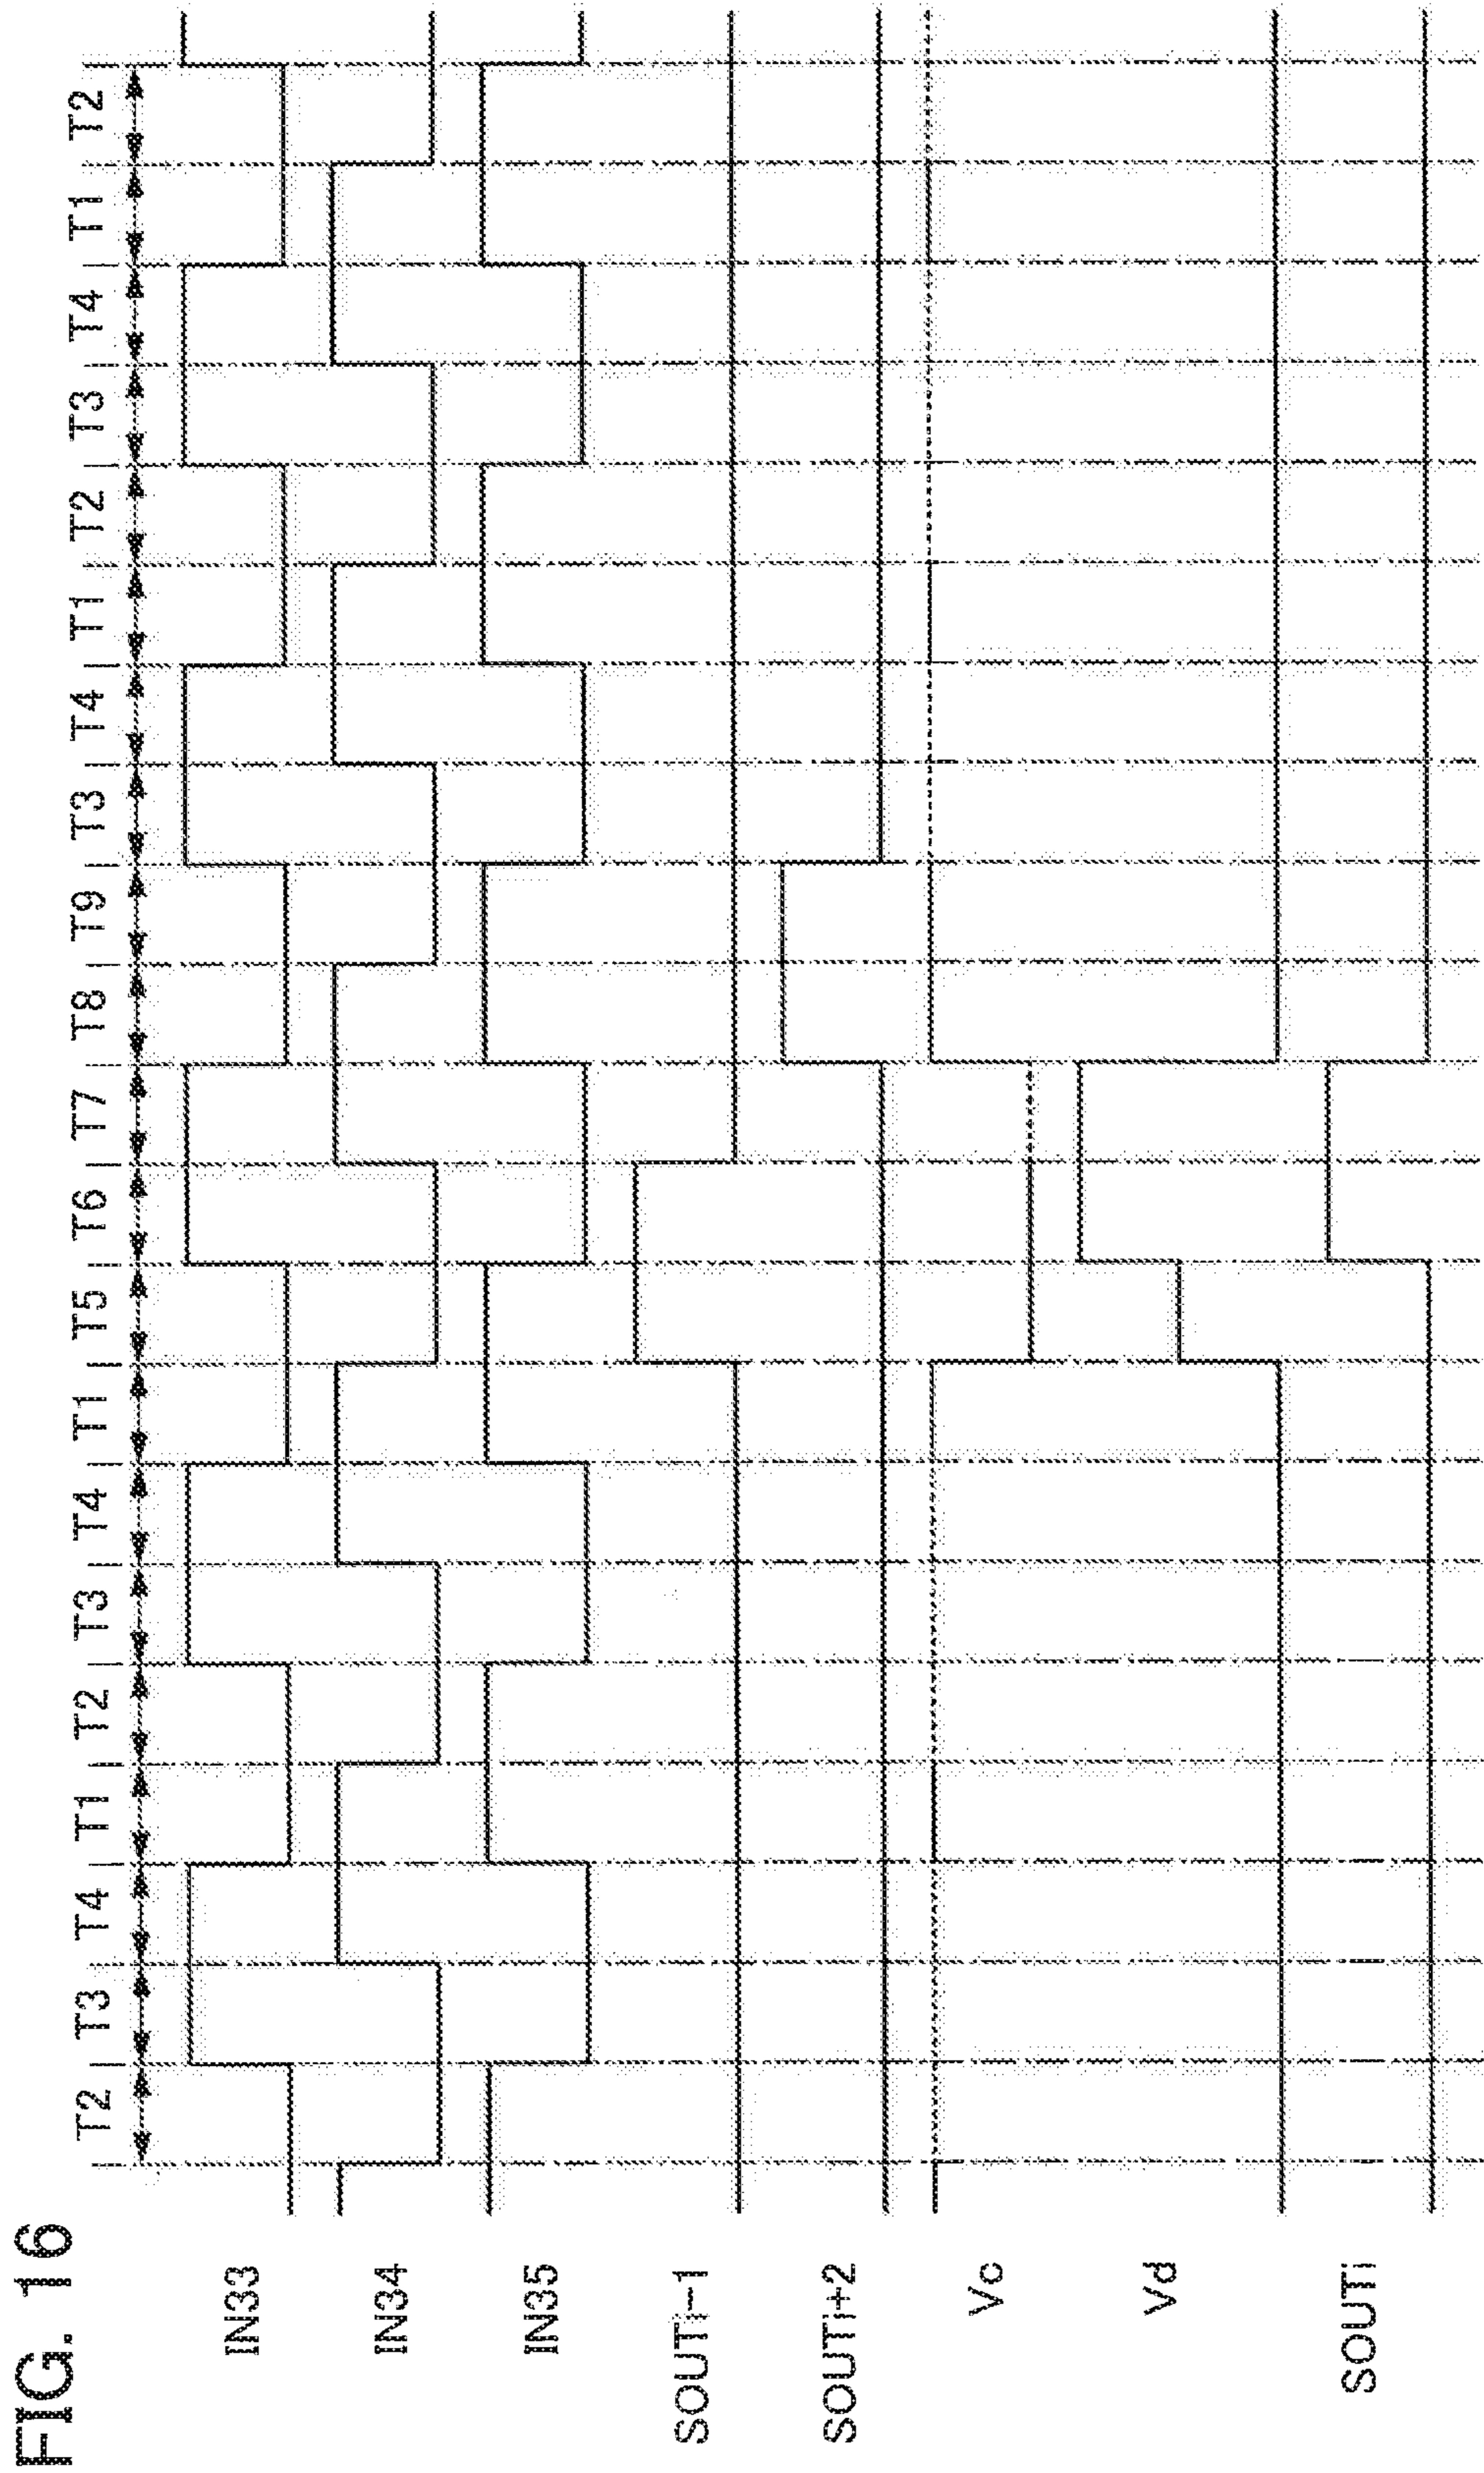 FIG. 16
T2 T3 T4 T1 T2 T3 T4 T1 T5 T6 T7 T8 T9 T3 T4 T1 T2 T3 T4 T1 T2
IN33
IN34
IN35
SOUTi-1
SOUTi+2
Vc
Vd
SOUTi